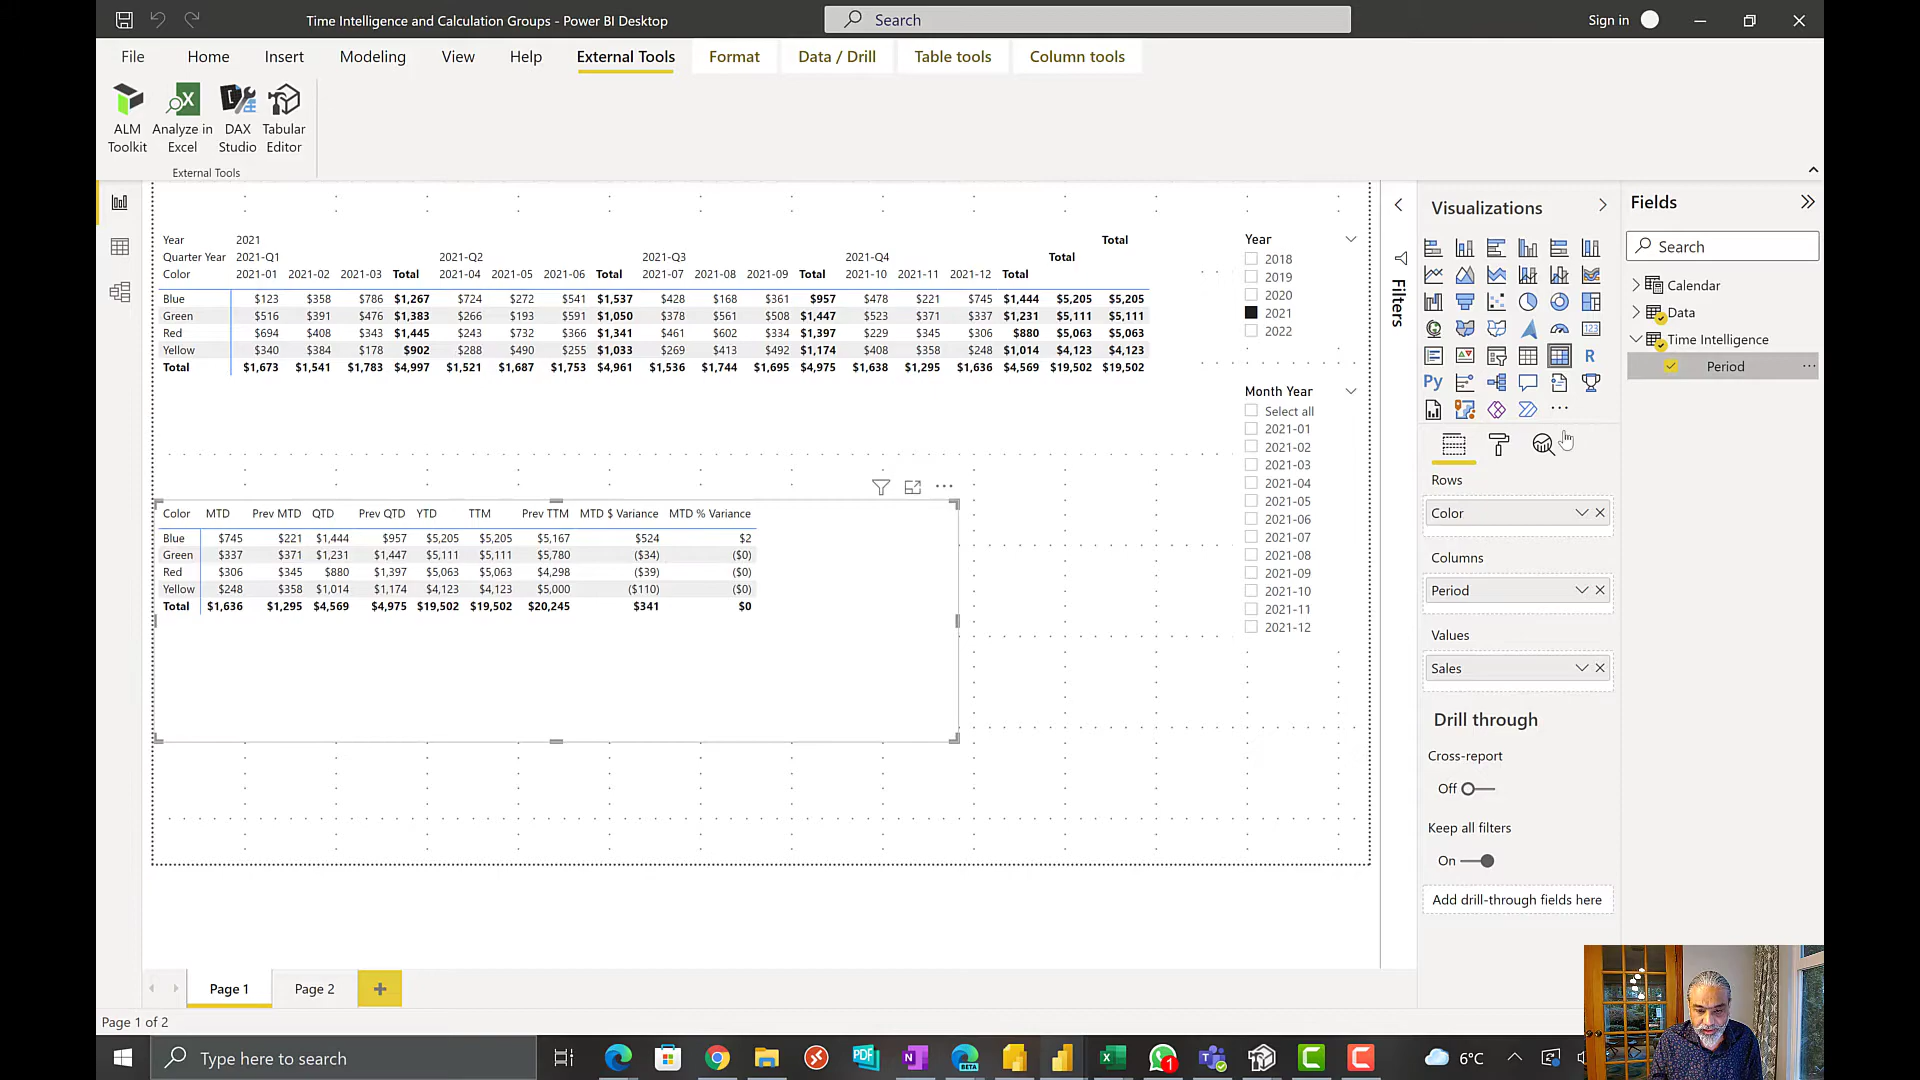 Time Intelligence and Calculation Groups - Power BI Desktop
Search
Sign in
File Home Insert Modeling View Help External Tools Format Data / Drill Table tools Column tools
ALM Toolkit
Analyze in Excel
DAX Studio
Tabular Editor
External Tools
Year 2021 Total
Quarter Year 2021-Q1 2021-Q2 2021-Q3 2021-Q4 Total
Color 2021-01 2021-02 2021-03 Total 2021-04 2021-05 2021-06 Total 2021-07 2021-08 2021-09 Total 2021-10 2021-11 2021-12 Total
Blue $123 $358 $786 $1,267 $724 $272 $541 $1,537 $428 $168 $361 $957 $478 $221 $745 $1,444 $5,205 $5,205
Green $516 $391 $476 $1,383 $266 $193 $591 $1,050 $378 $561 $508 $1,447 $523 $371 $337 $1,231 $5,111 $5,111
Red $694 $408 $343 $1,445 $243 $732 $366 $1,341 $461 $602 $334 $1,397 $229 $345 $306 $880 $5,063 $5,063
Yellow $340 $384 $178 $902 $288 $490 $255 $1,033 $269 $413 $492 $1,174 $408 $358 $248 $1,014 $4,123 $4,123
Total $1,673 $1,541 $1,783 $4,997 $1,521 $1,687 $1,753 $4,961 $1,536 $1,744 $1,695 $4,975 $1,638 $1,295 $1,636 $4,569 $19,502 $19,502
Color MTD Prev MTD QTD Prev QTD YTD TTM Prev TTM MTD $ Variance MTD % Variance
Blue $745 $221 $1,444 $957 $5,205 $5,205 $5,167 $524 $2
Green $337 $371 $1,231 $1,447 $5,111 $5,111 $5,780 ($34) ($0)
Red $306 $345 $880 $1,397 $5,063 $5,063 $4,298 ($39) ($0)
Yellow $248 $358 $1,014 $1,174 $4,123 $4,123 $5,000 ($110) ($0)
Total $1,636 $1,295 $4,569 $4,975 $19,502 $19,502 $20,245 $341 $0
Year
2018
2019
2020
2021
2022
Month Year
Select all
2021-01
2021-02
2021-03
2021-04
2021-05
2021-06
2021-07
2021-08
2021-09
2021-10
2021-11
2021-12
Filters
Visualizations
R
Py
123
Rows
Color
Columns
Period
Values
Sales
Drill through
Cross-report
Off
Keep all filters
On
Add drill-through fields here
Fields
Search
Calendar
Data
Time Intelligence
Period
Page 1
Page 2
Page 1 of 2
Type here to search
PDF
BETA
1
6°C